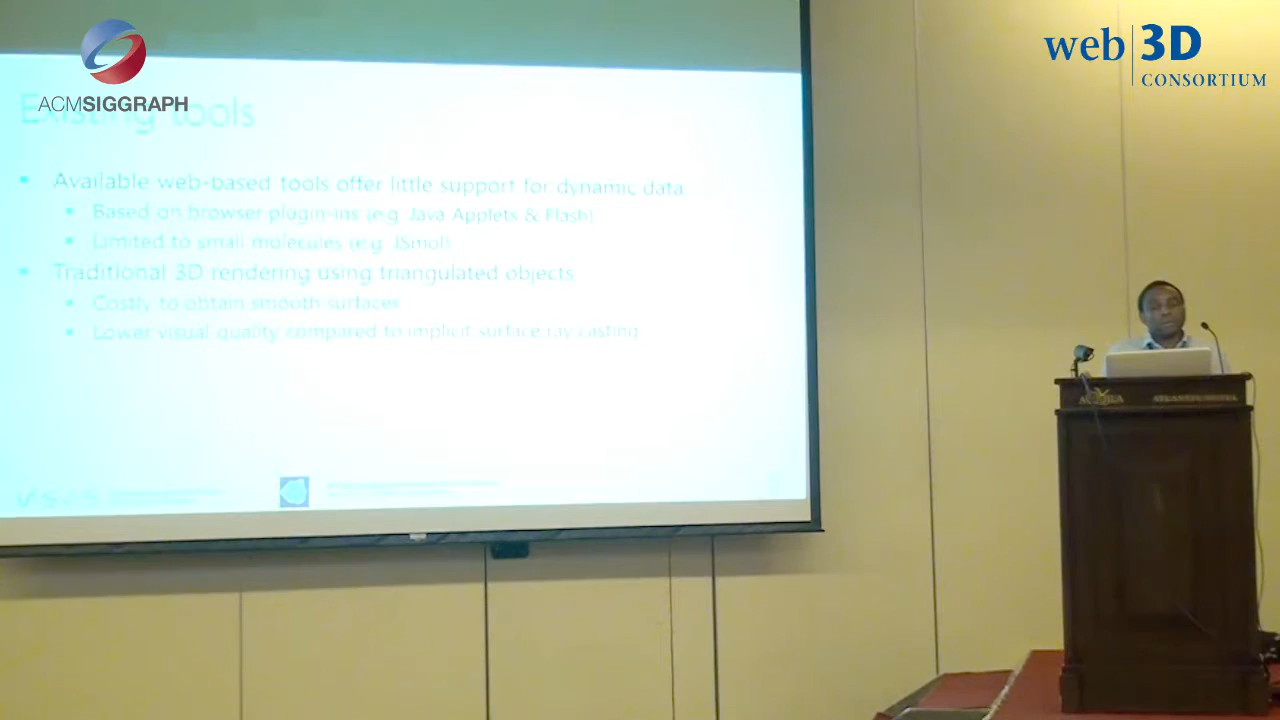 ACMSIGGRAPH
web 3D
CONSORTIUM
Existing tools
Available web-based tools offer little support for dynamic data
Based on browser plugin-ins (e.g. Java Applets & Flash)
Limited to small molecules (e.g. JSmol)
Traditional 3D rendering using triangulated objects
Costly to obtain smooth surfaces
Lower visual quality compared to implicit surface ray casting